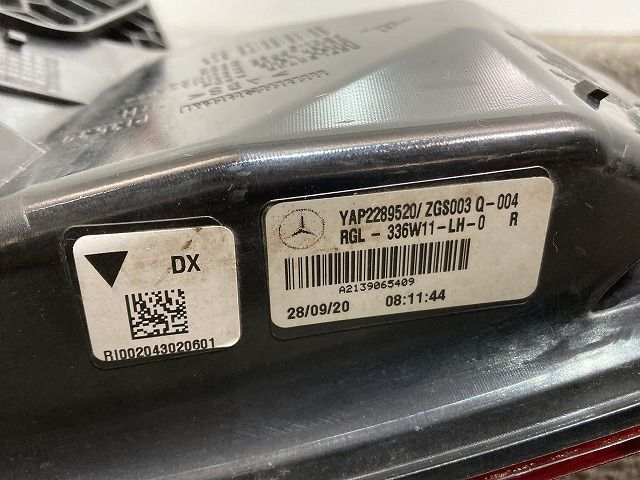 YAP2289520/ ZGS003 Q-004
RGL - 336W11-LH-0 R
A2139065409
28/09/20 08:11:44
DX
RI002043020601